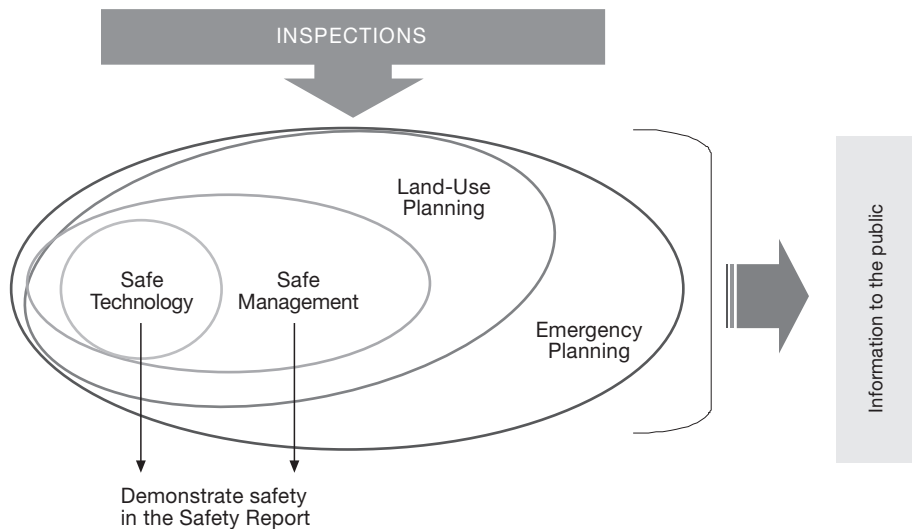 INSPECTIONS
Land-Use
Planning
Safe
Technology
Safe
Management
Emergency
Planning
Information to the public
Demonstrate safety
in the Safety Report